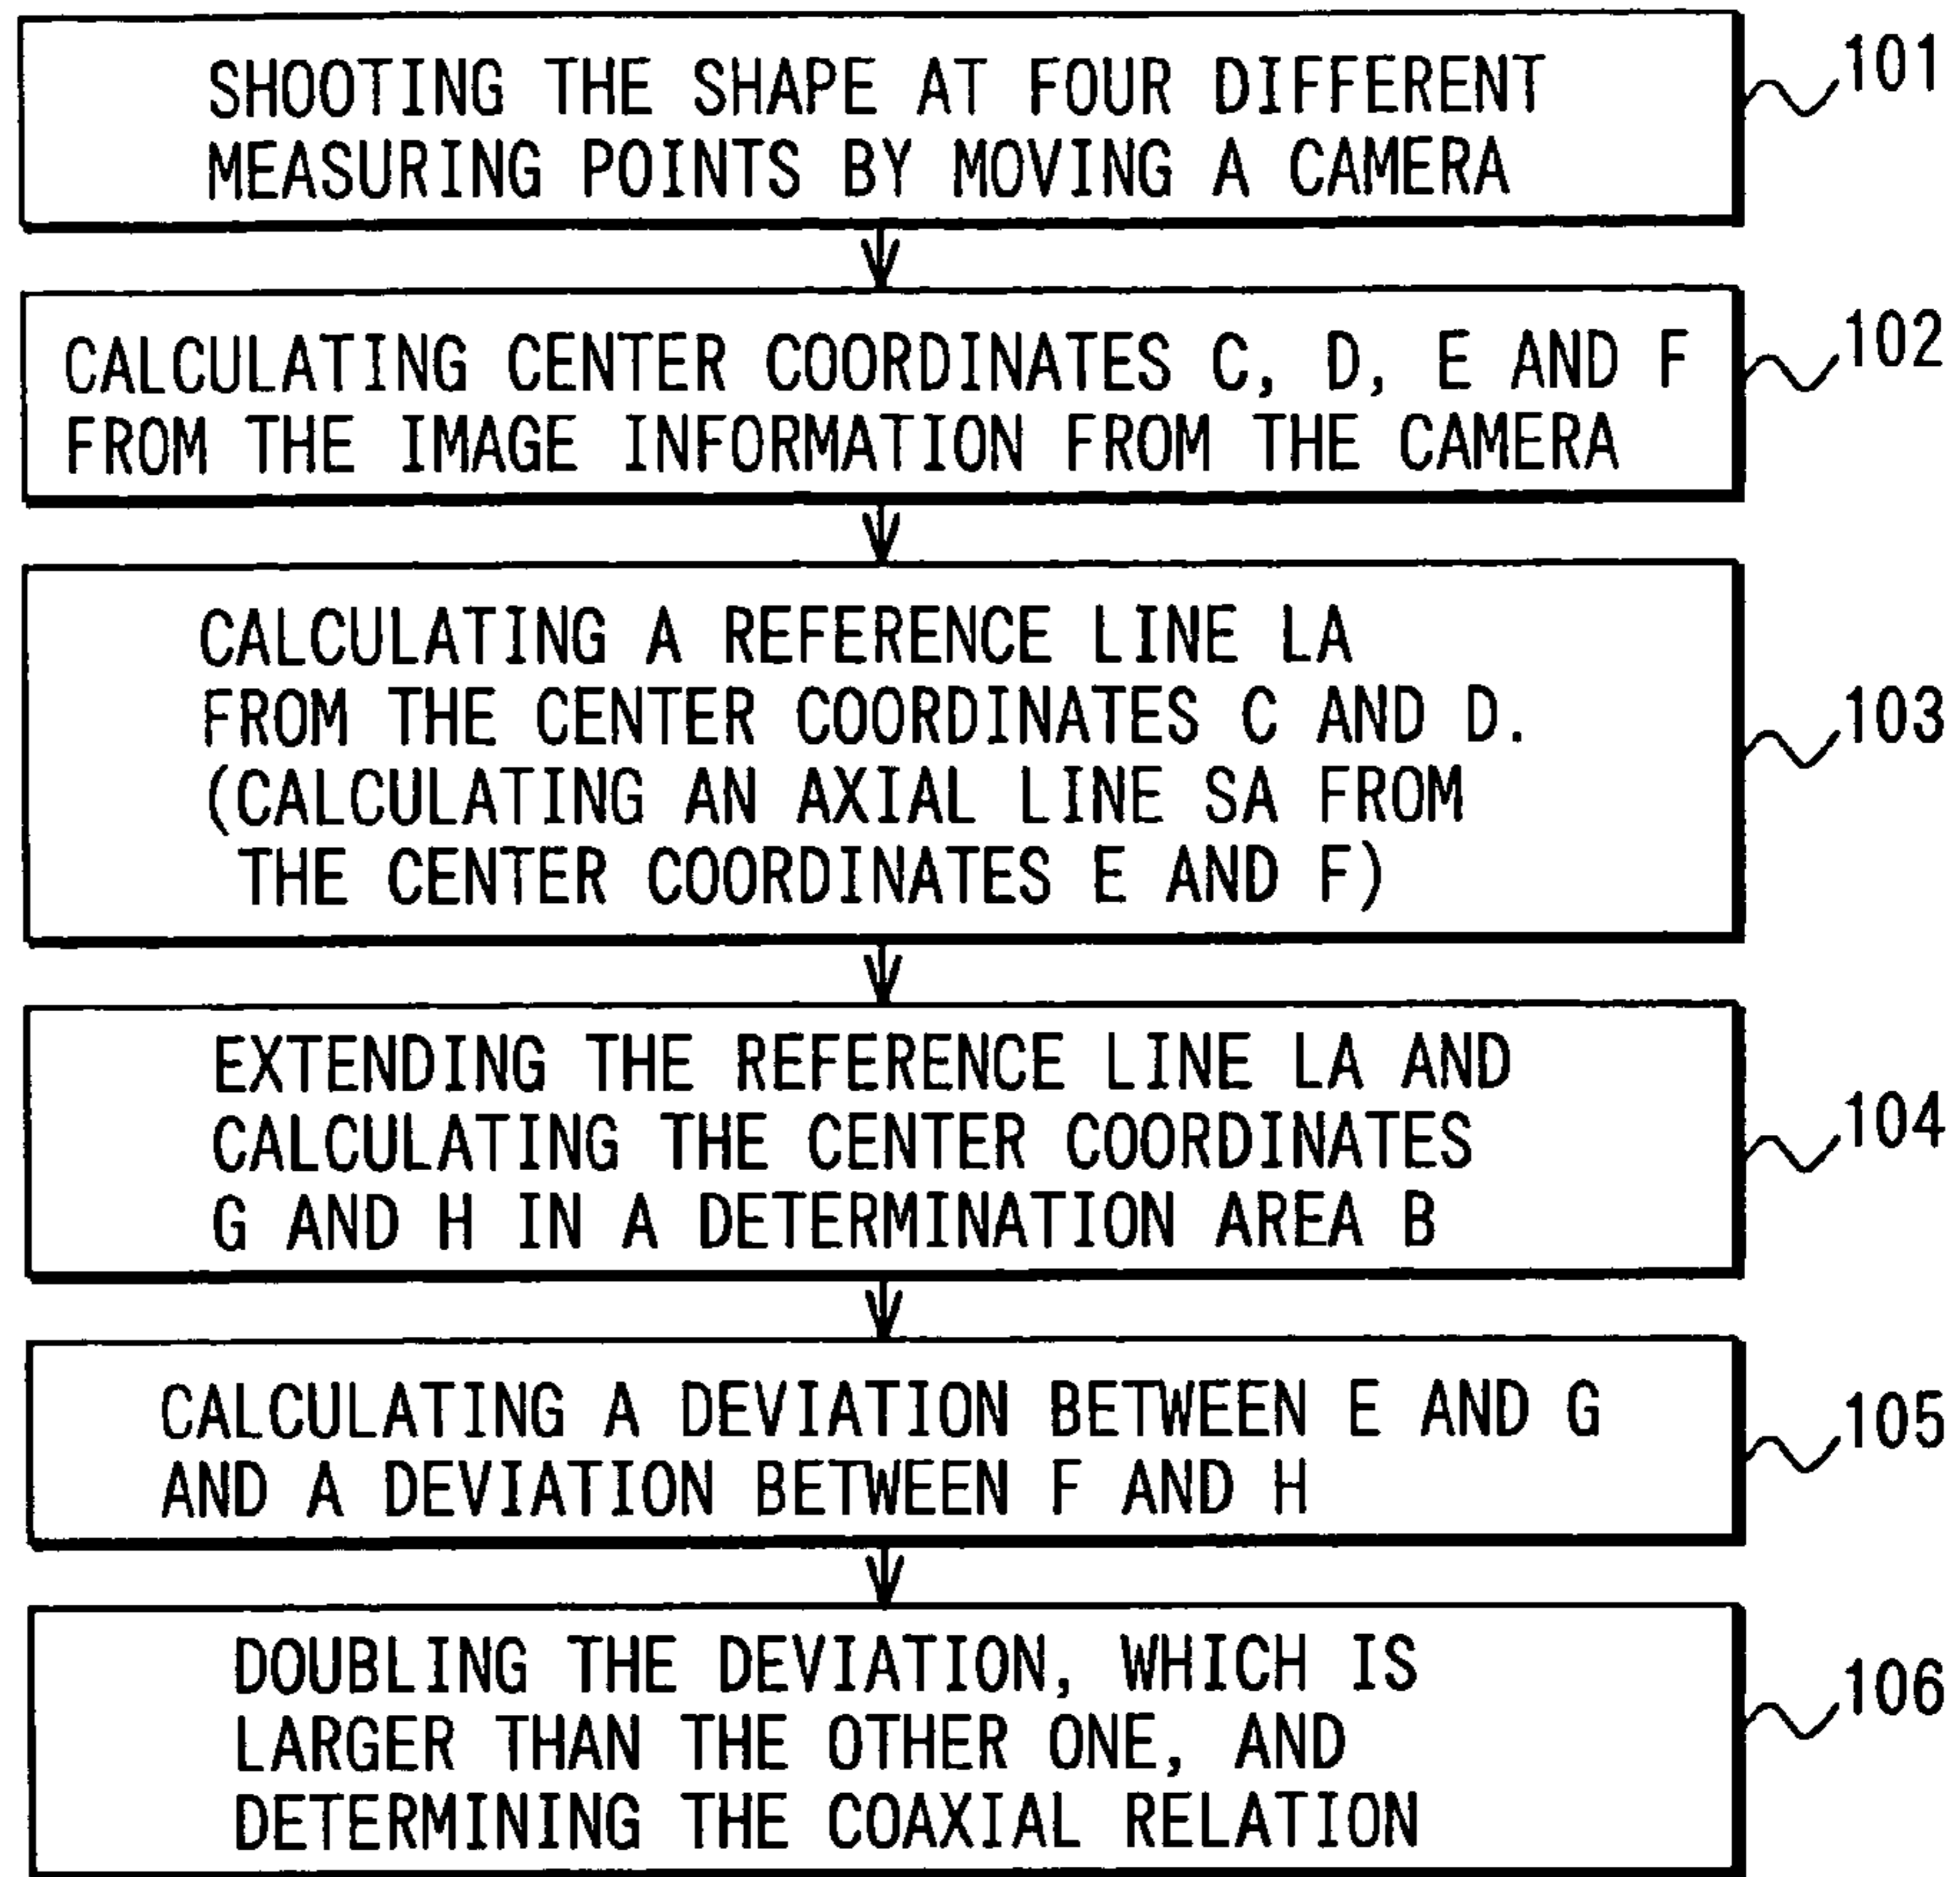 SHOOTING THE SHAPE AT FOUR DIFFERENT
MEASURING POINTS BY MOVING A CAMERA
101
CALCULATING CENTER COORDINATES C, D, E AND F
FROM THE IMAGE INFORMATION FROM THE CAMERA
102
CALCULATING A REFERENCE LINE LA
FROM THE CENTER COORDINATES C AND D.
(CALCULATING AN AXIAL LINE SA FROM
THE CENTER COORDINATES E AND F)
103
EXTENDING THE REFERENCE LINE LA AND
CALCULATING THE CENTER COORDINATES
G AND H IN A DETERMINATION AREA B
104
CALCULATING A DEVIATION BETWEEN E AND G
AND A DEVIATION BETWEEN F AND H
105
DOUBLING THE DEVIATION, WHICH IS
LARGER THAN THE OTHER ONE, AND
DETERMINING THE COAXIAL RELATION
106